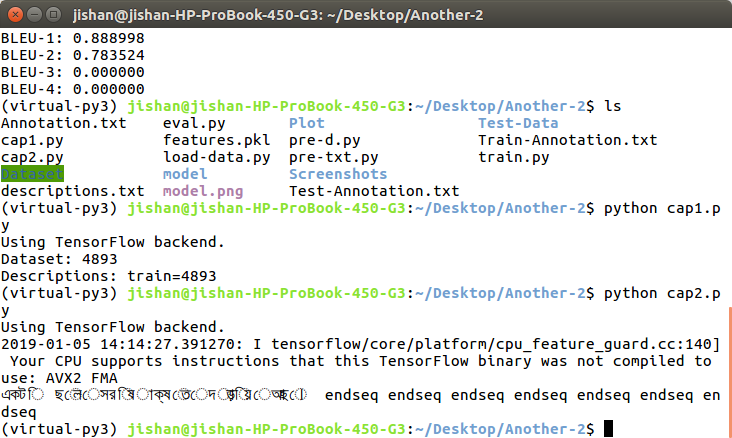 jishan@jishan-HP-ProBook-450-G3: ~/Desktop/Another-2
BLEU-1: 0.888998
BLEU-2: 0.783524
BLEU-3: 0.000000
BLEU-4: 0.000000
(virtual-py3) jishan@jishan-HP-ProBook-450-G3:~/Desktop/Another-2$ ls
Annotation.txt eval.py Plot Test-Data
cap1.py features.pkl pre-d.py Train-Annotation.txt
cap2.py load-data.py pre-txt.py train.py
Dataset model Screenshots
descriptions.txt model.png Test-Annotation.txt
(virtual-py3) jishan@jishan-HP-ProBook-450-G3:~/Desktop/Another-2$ python cap1.p
y
Using TensorFlow backend.
Dataset: 4893
Descriptions: train=4893
(virtual-py3) jishan@jishan-HP-ProBook-450-G3:~/Desktop/Another-2$ python cap2.p
y
Using TensorFlow backend.
2019-01-05 14:14:27.391270: I tensorflow/core/platform/cpu_feature_guard.cc:140]
Your CPU supports instructions that this TensorFlow binary was not compiled to
use: AVX2 FMA
একটি ছেলে সরিষা ক্ষেতে দাঁড়িয়ে আছে। endseq endseq endseq endseq endseq endseq en
dseq
(virtual-py3) jishan@jishan-HP-ProBook-450-G3:~/Desktop/Another-2$